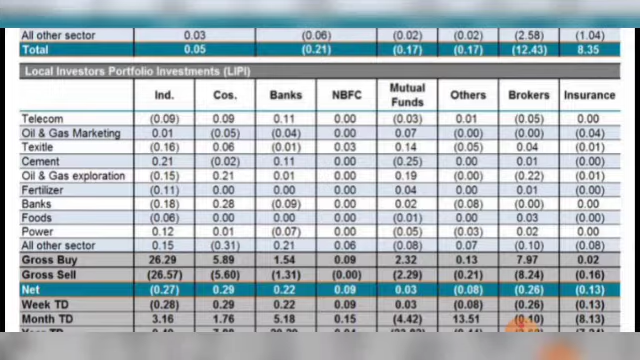 All other sector 0.03 (0.06) (0.02) (0.02) (2.58) (1.04)
Total 0.05 (0.21) (0.17) (0.17) (12.43) 8.35
Local Investors Portfolio Investments (LIPI)
Ind. Cos. Banks NBFC Mutual Funds Others Brokers Insurance
Telecom (0.09) 0.09 0.11 0.00 (0.03) 0.01 (0.05) 0.00
Oil & Gas Marketing 0.01 (0.05) (0.04) 0.00 0.07 (0.00) (0.00) (0.04)
Texitle (0.16) 0.06 (0.01) 0.03 0.14 (0.05) 0.04 (0.01)
Cement 0.21 (0.02) 0.11 0.00 (0.25) 0.00 0.01 (0.00)
Oil & Gas exploration (0.15) 0.21 0.01 0.00 0.19 (0.00) (0.22) (0.01)
Fertilizer (0.11) 0.00 0.00 0.00 0.04 0.00 0.01 (0.00)
Banks (0.18) 0.28 (0.09) 0.00 0.02 (0.08) (0.00) 0.00
Foods (0.06) 0.00 0.00 0.00 (0.01) 0.00 0.03 (0.00)
Power 0.12 0.01 (0.07) 0.00 (0.05) (0.03) 0.02 0.00
All other sector 0.15 (0.31) 0.21 0.06 (0.08) 0.07 (0.10) (0.08)
Gross Buy 26.29 5.89 1.54 0.09 2.32 0.13 7.97 0.02
Gross Sell (26.57) (5.60) (1.31) (0.00) (2.29) (0.21) (8.24) (0.16)
Net (0.27) 0.29 0.22 0.09 0.03 (0.08) (0.26) (0.13)
Week TD (0.28) 0.29 0.22 0.09 0.03 (0.08) (0.26) (0.13)
Month TD 3.16 1.76 5.18 0.15 (4.42) 13.51 (0.10) (8.13)